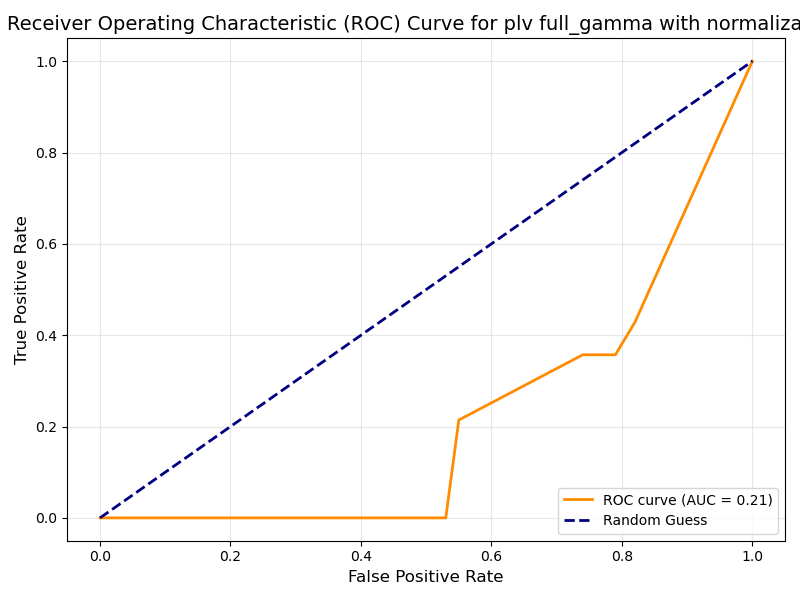 Receiver Operating Characteristic (ROC) Curve for plv full_gamma with normaliza
1.0
0.8
0.6
0.4
0.2
0.0
True Positive Rate
0.0 0.2 0.4 0.6 0.8 1.0
False Positive Rate
ROC curve (AUC = 0.21)
Random Guess